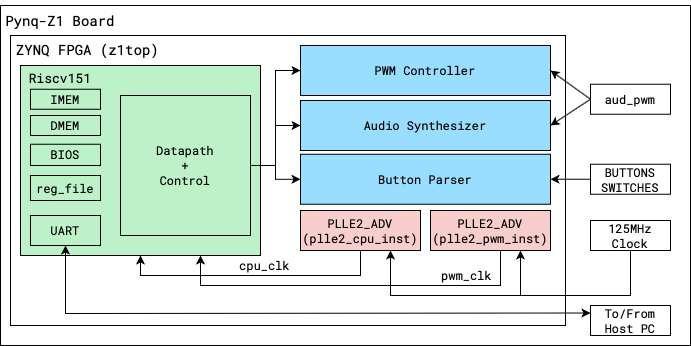 Pynq-Z1 Board
ZYNQ FPGA (z1top)
Riscv151
IMEM
DMEM
BIOS
reg_file
UART
Datapath
+
Control
PWM Controller
Audio Synthesizer
Button Parser
PLLE2_ADV
(plle2_cpu_inst)
PLLE2_ADV
(plle2_pwm_inst)
cpu_clk
pwm_clk
aud_pwm
BUTTONS
SWITCHES
125MHz
Clock
To/From
Host PC